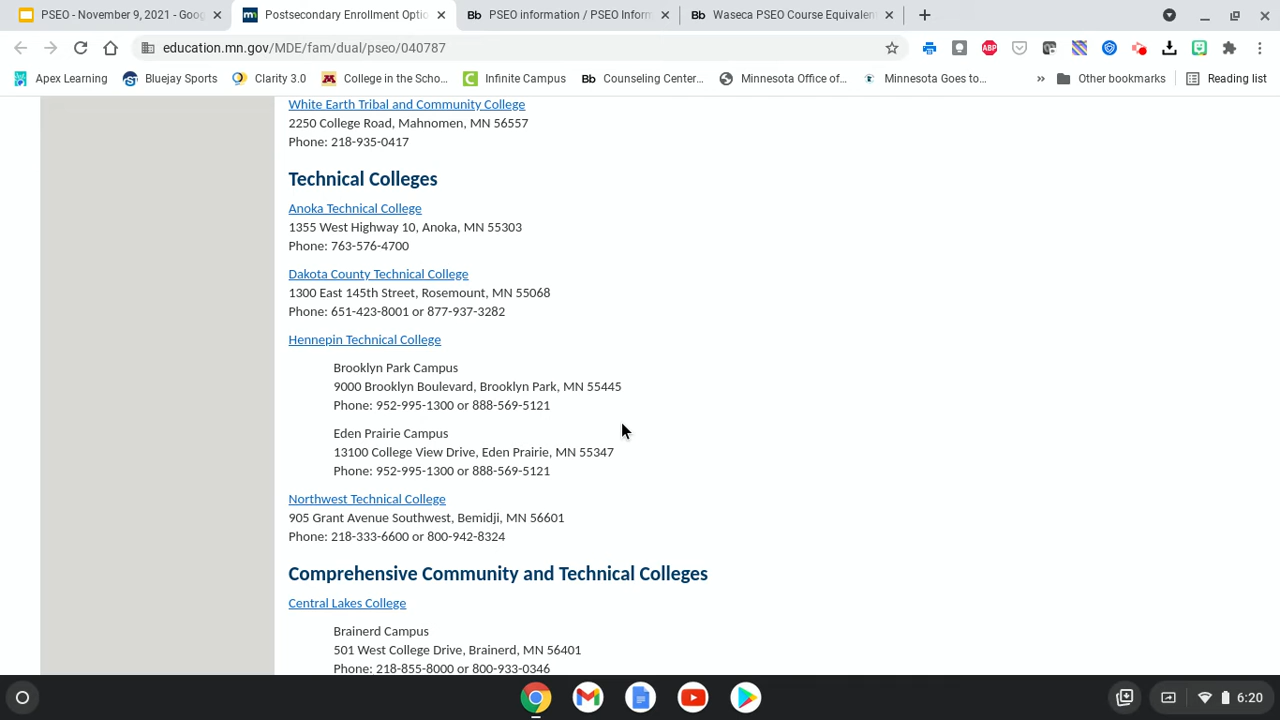 PSEO - November 9, 2021 - Goog
Postsecondary Enrollment Optio
Bb PSEO information / PSEO Inform
Bb Waseca PSEO Course Equivalent
education.mn.gov/MDE/fam/dual/pseo/040787
ABP
Apex Learning
Bluejay Sports
Clarity 3.0
College in the Scho...
Infinite Campus
Bb Counseling Center...
Minnesota Office of...
Minnesota Goes to...
»
Other bookmarks
Reading list
White Earth Tribal and Community College
2250 College Road, Mahnomen, MN 56557
Phone: 218-935-0417
Technical Colleges
Anoka Technical College
1355 West Highway 10, Anoka, MN 55303
Phone: 763-576-4700
Dakota County Technical College
1300 East 145th Street, Rosemount, MN 55068
Phone: 651-423-8001 or 877-937-3282
Hennepin Technical College
Brooklyn Park Campus
9000 Brooklyn Boulevard, Brooklyn Park, MN 55445
Phone: 952-995-1300 or 888-569-5121
Eden Prairie Campus
13100 College View Drive, Eden Prairie, MN 55347
Phone: 952-995-1300 or 888-569-5121
Northwest Technical College
905 Grant Avenue Southwest, Bemidji, MN 56601
Phone: 218-333-6600 or 800-942-8324
Comprehensive Community and Technical Colleges
Central Lakes College
Brainerd Campus
501 West College Drive, Brainerd, MN 56401
Phone: 218-855-8000 or 800-933-0346
6:20